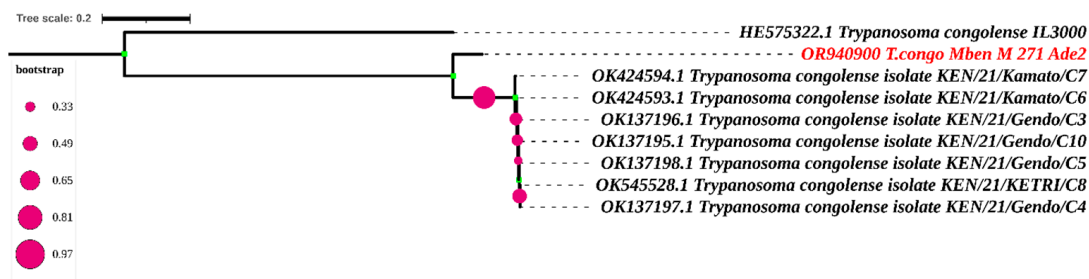 Tree scale: 0.2
HE575322.1 Trypanosoma congolense IL3000
OR940900 T.congo Mben M 271 Ade2
bootstrap
OK424594.1 Trypanosoma congolense isolate KEN/21/Kamato/C7
OK424593.1 Trypanosoma congolense isolate KEN/21/Kamato/C6
0.33
OK137196.1 Trypanosoma congolense isolate KEN/21/Gendo/C3
0.49
OK137195.1 Trypanosoma congolense isolate KEN/21/Gendo/C10
OK137198.1 Trypanosoma congolense isolate KEN/21/Gendo/C5
0.65
OK545528.1 Trypanosoma congolense isolate KEN/21/KETRI/C8
OK137197.1 Trypanosoma congolense isolate KEN/21/Gendo/C4
0.81
0.97